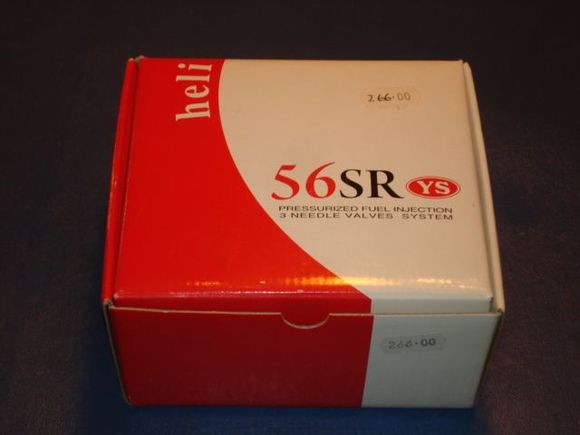 heli
266.00
56SR YS
PRESSURIZED FUEL INJECTION
3 NEEDLE VALVES SYSTEM
266.00